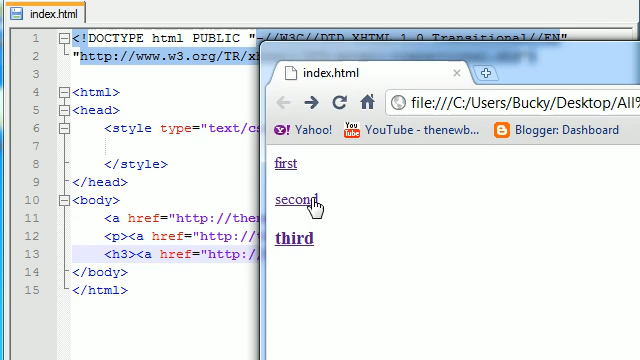 index.html
1 <!DOCTYPE html PUBLIC "-//W3C//DTD XHTML 1.0 Transitional//EN"
2 "http://www.w3.org/TR/xh
3
4 <html>
5 <head>
6 <style type="text/cs
7
8 </style>
9 </head>
10 <body>
11 <a href="http://then
12 <p><a href="http://t
13 <h3><a href="http:/
14 </body>
15 </html>
index.html
file:///C:/Users/Bucky/Desktop/All%
Yahoo! YouTube - thenewb... Blogger: Dashboard
first
second
third